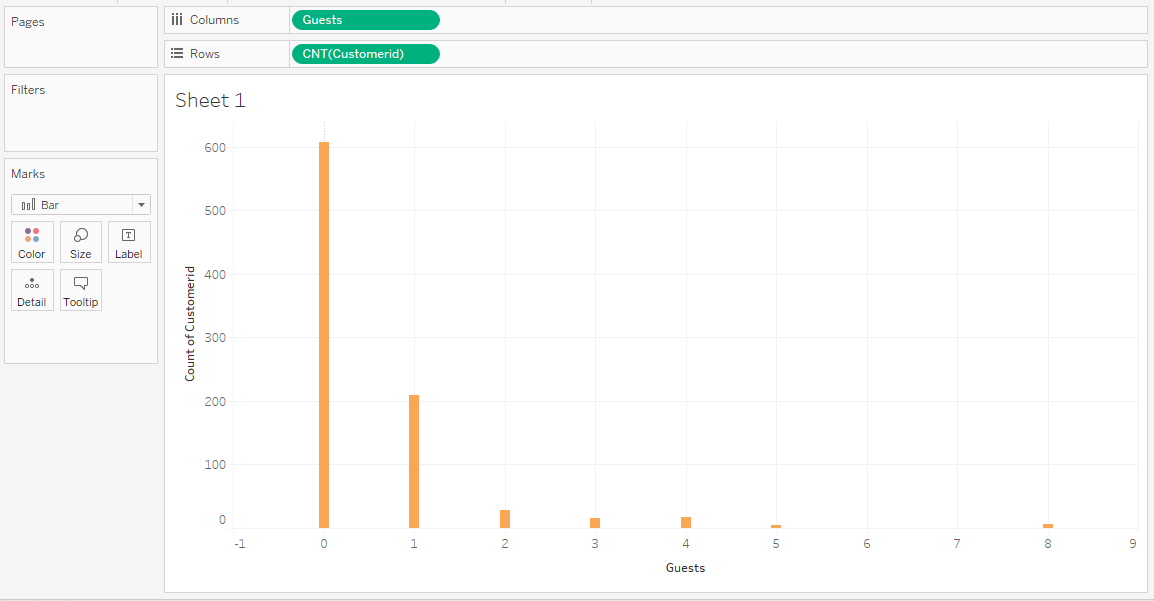 Pages
Columns
Guests
Rows
CNT(Customerid)
Filters
Marks
Bar
Color
Size
Label
Detail
Tooltip
Sheet 1
600
500
400
300
200
100
0
Count of Customerid
-1 0 1 2 3 4 5 6 7 8 9
Guests